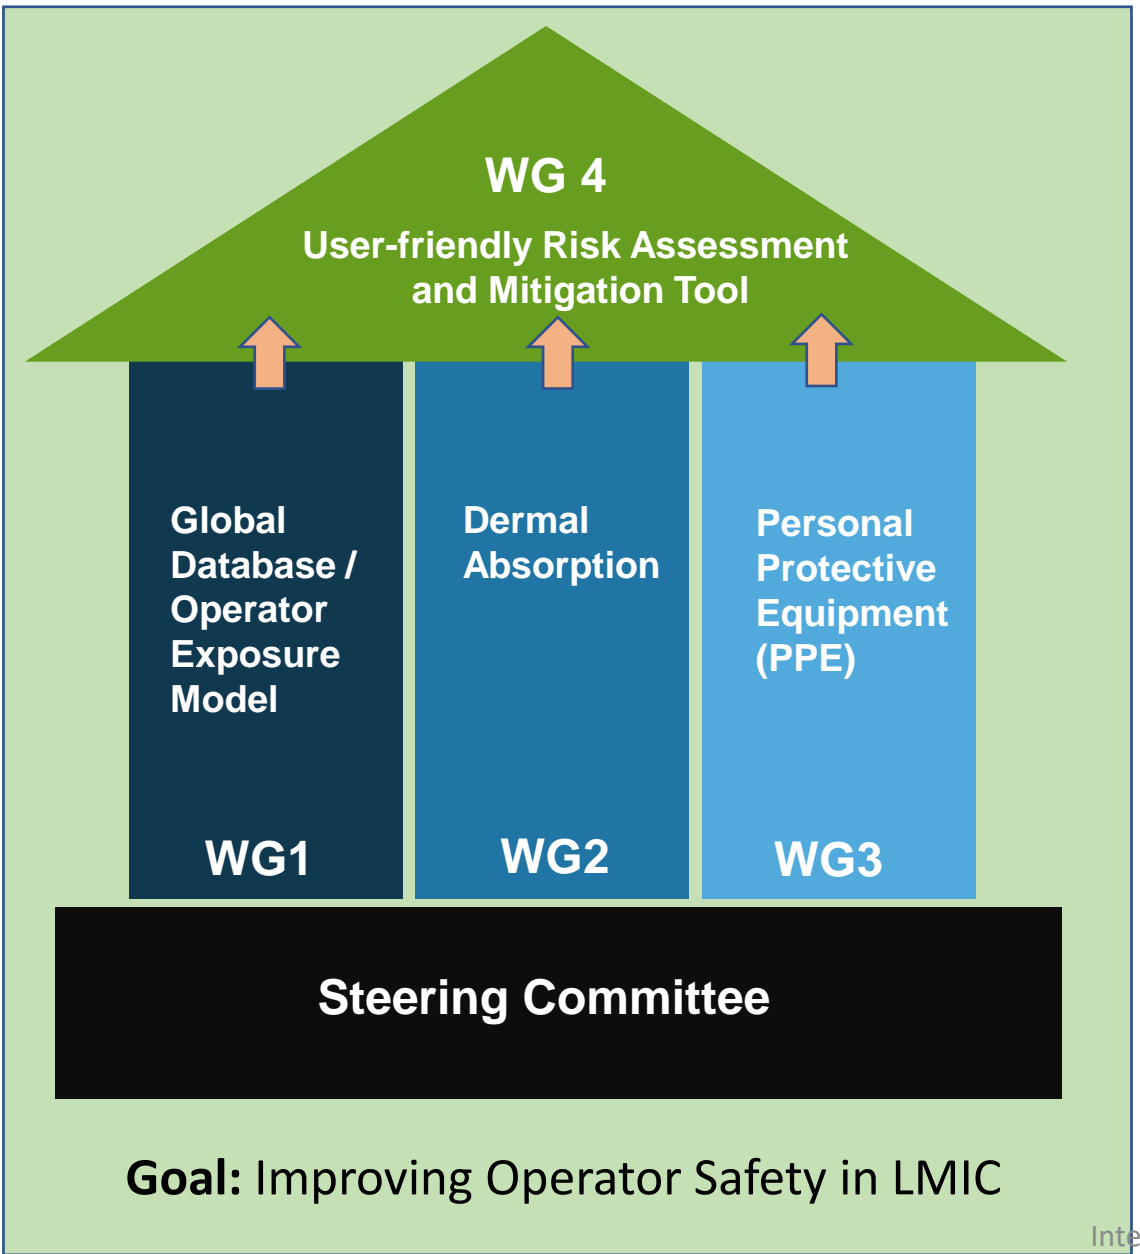 WG 4
User-friendly Risk Assessment
and Mitigation Tool
Global
Database /
Operator
Exposure
Model
WG1
Dermal
Absorption
WG2
Personal
Protective
Equipment
(PPE)
WG3
Steering Committee
Goal: Improving Operator Safety in LMIC